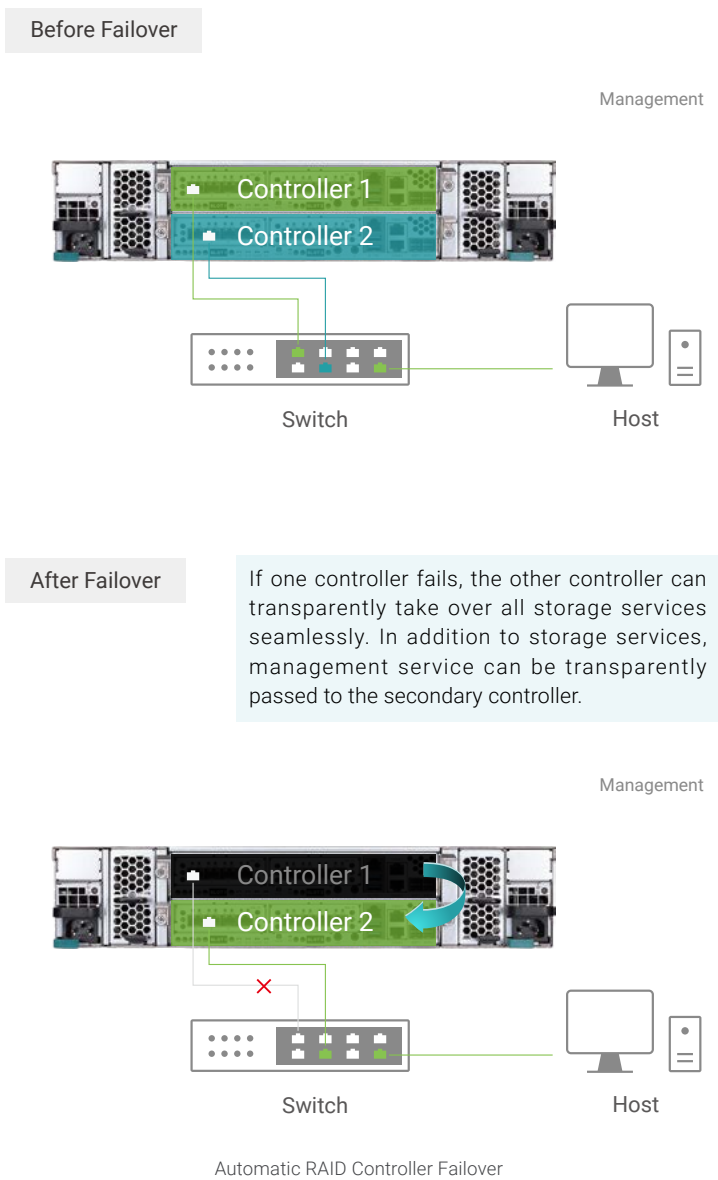 Before Failover
Management
Controller 1
Controller 2
Switch
Host
After Failover
If one controller fails, the other controller can
transparently take over all storage services
seamlessly. In addition to storage services,
management service can be transparently
passed to the secondary controller.
Management
Controller 1
Controller 2
Switch
Host
Automatic RAID Controller Failover